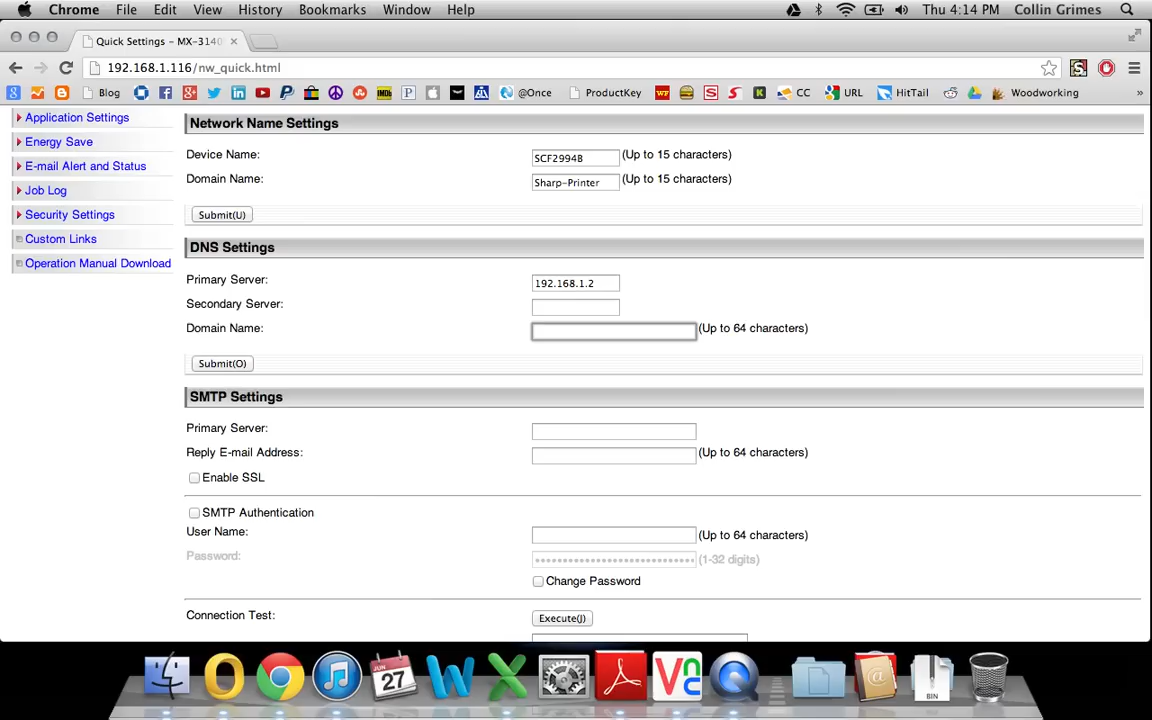 Chrome File Edit View History Bookmarks Window Help Thu 4:14 PM Collin Grimes
Quick Settings – MX-3140
192.168.1.116/nw_quick.html
Blog @Once ProductKey CC URL HitTail Woodworking »
Application Settings
Energy Save
E-mail Alert and Status
Job Log
Security Settings
Custom Links
Operation Manual Download
Network Name Settings
Device Name: SCF2994B (Up to 15 characters)
Domain Name: Sharp-Printer (Up to 15 characters)
Submit(U)
DNS Settings
Primary Server: 192.168.1.2
Secondary Server:
Domain Name: (Up to 64 characters)
Submit(O)
SMTP Settings
Primary Server:
Reply E-mail Address: (Up to 64 characters)
Enable SSL
SMTP Authentication
User Name: (Up to 64 characters)
Password: (1-32 digits)
Change Password
Connection Test: Execute(J)
JUN
27
BIN